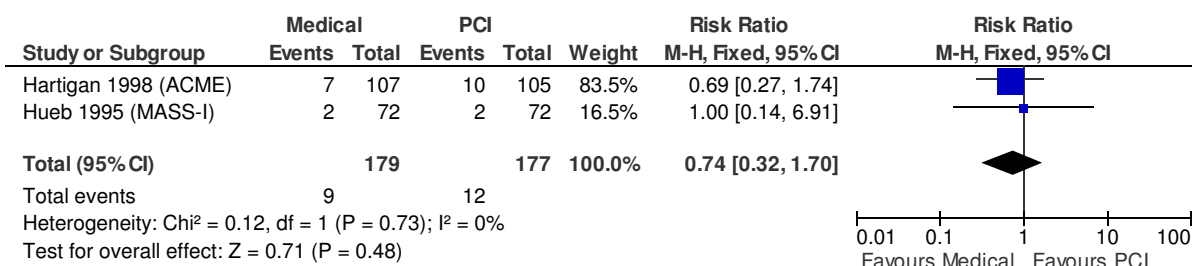 Medical PCI Risk Ratio Risk Ratio
Study or Subgroup Events Total Events Total Weight M-H, Fixed, 95% CI M-H, Fixed, 95% CI
Hartigan 1998 (ACME) 7 107 10 105 83.5% 0.69 [0.27, 1.74]
Hueb 1995 (MASS-I) 2 72 2 72 16.5% 1.00 [0.14, 6.91]
Total (95% CI) 179 177 100.0% 0.74 [0.32, 1.70]
Total events 9 12
Heterogeneity: Chi² = 0.12, df = 1 (P = 0.73); I² = 0%
Test for overall effect: Z = 0.71 (P = 0.48)
0.01 0.1 1 10 100
Favours Medical Favours PCI